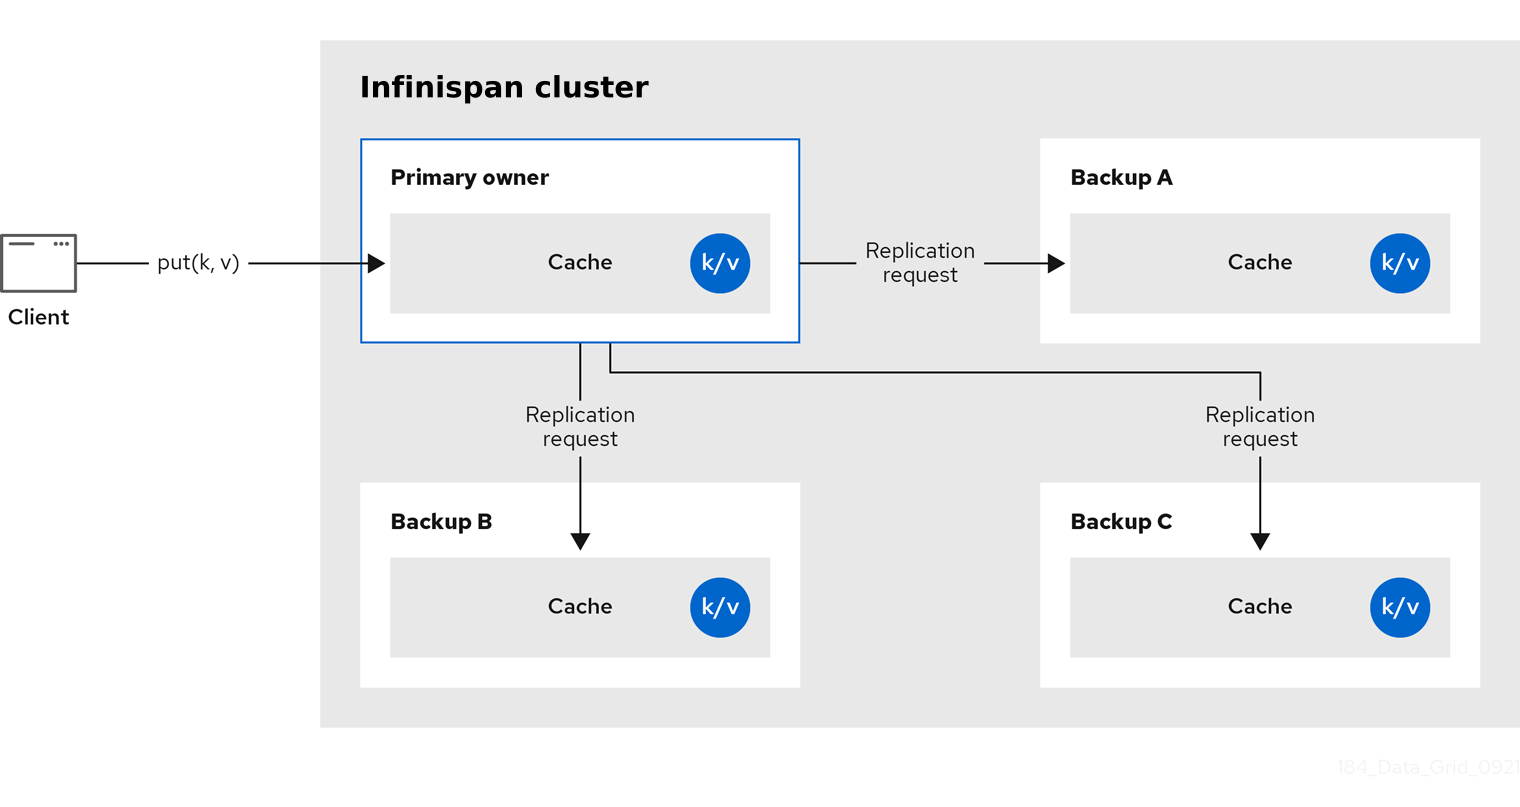 Infinispan cluster
Primary owner
Cache
k/v
Backup A
Cache
k/v
put(k, v)
Client
Replication
request
Replication
request
Replication
request
Backup B
Cache
k/v
Backup C
Cache
k/v
184_Data_Grid_0921